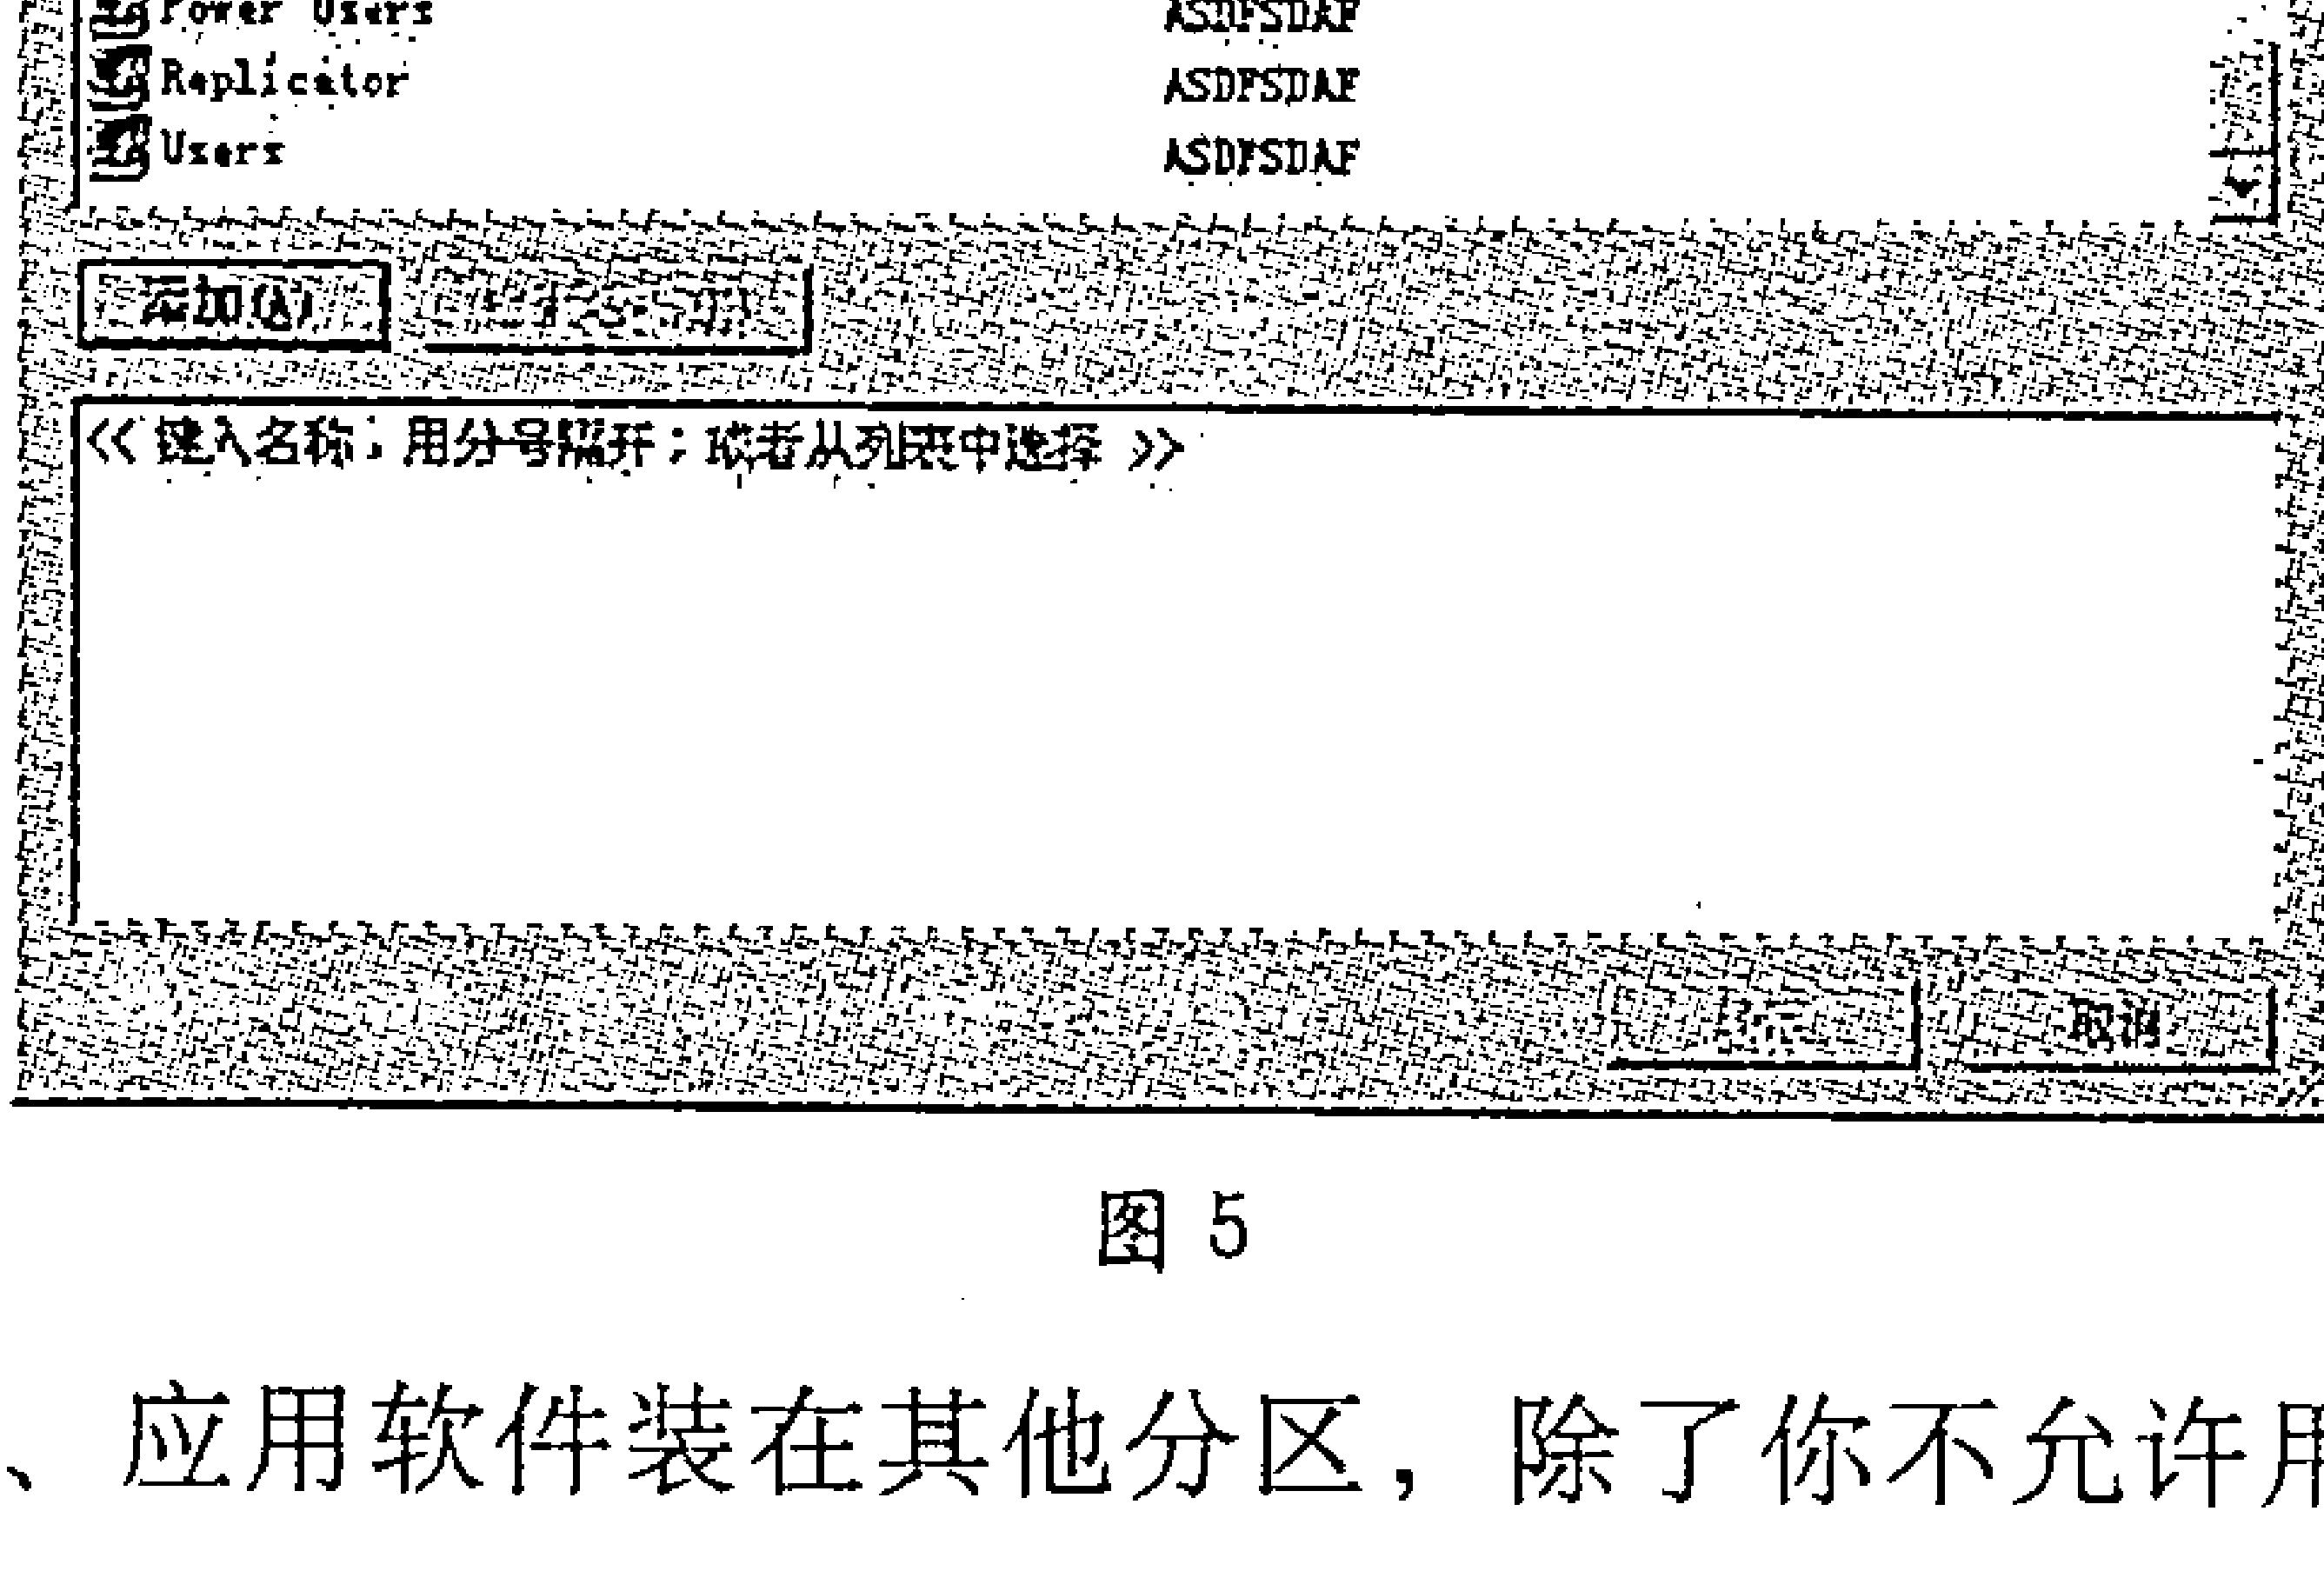 Power Users ASDFSDAF
Replicator ASDFSDAF
Users ASDFSDAF
添加(A)
<< 键入名称，用分号隔开；或者从列表中选择 >>
取消
图 5
、应用软件装在其他分区，除了你不允许用